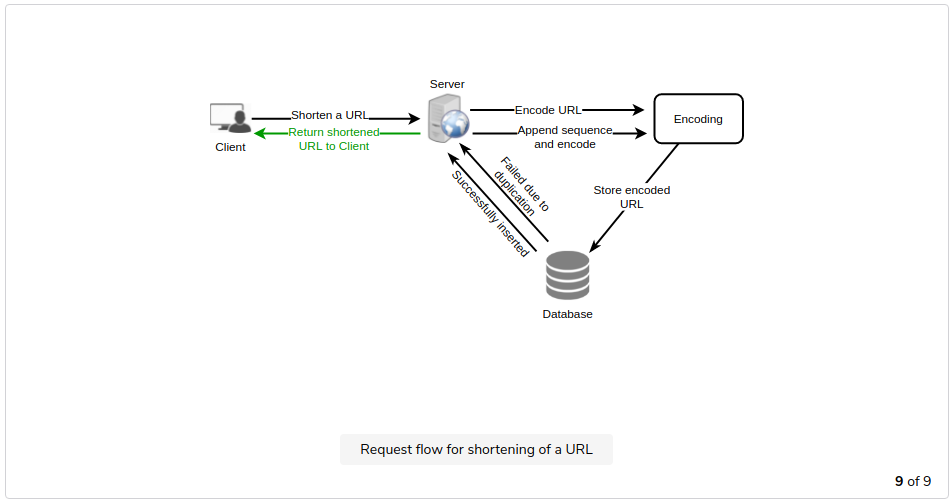 Server
Shorten a URL
Encode URL
Encoding
Return shortened
URL to Client
Append sequence
and encode
Client
Failed due to
duplication
Successfully inserted
Store encoded
URL
Database
Request flow for shortening of a URL
9 of 9